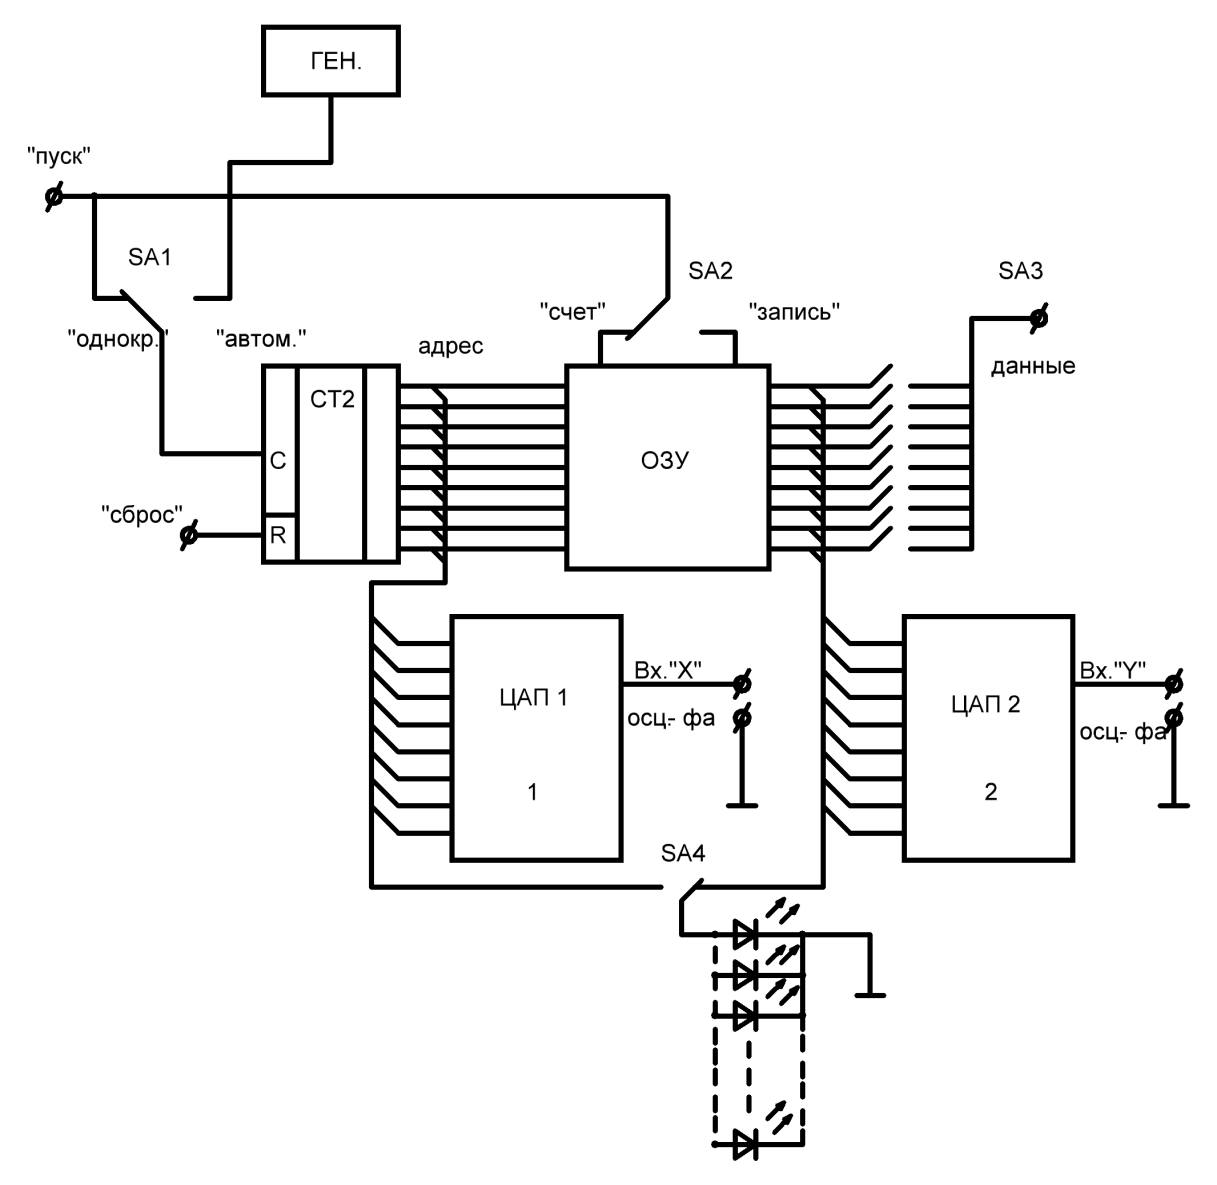 ГЕН.
"пуск"
SA1
SA2
SA3
"счет"
"запись"
"однокр."
"автом."
адрес
данные
СТ2
C
ОЗУ
"сброс"
R
Вх."X"
Вх."Y"
ЦАП 1
ЦАП 2
осц.- фа
осц.- фа
1
2
SA4